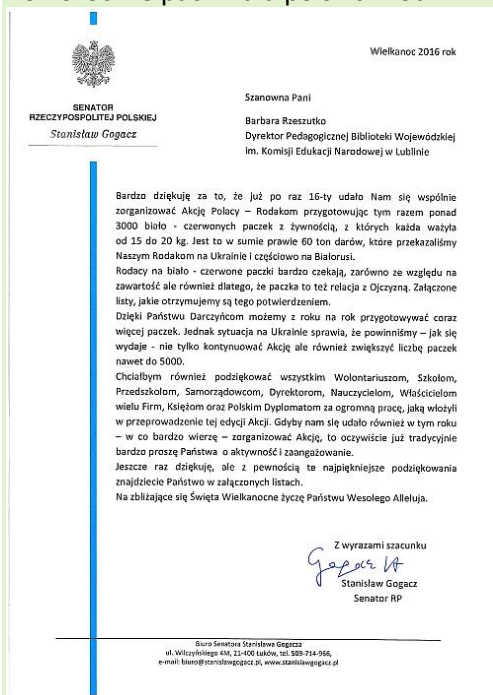 Wielkanoc 2016 rok
SENATOR
RZECZYPOSPOLITEJ POLSKIEJ
Stanisław Gogacz
Szanowna Pani
Barbara Rzeszutko
Dyrektor Pedagogicznej Biblioteki Wojewódzkiej
im. Komisji Edukacji Narodowej w Lublinie
Bardzo dziękuję za to, że już po raz 16-ty udało Nam się wspólnie
zorganizować Akcję Polacy – Rodakom przygotowując tym razem ponad
3000 biało - czerwonych paczek z żywnością, z których każda ważyła
od 15 do 20 kg. Jest to w sumie prawie 60 ton darów, które przekazaliśmy
Naszym Rodakom na Ukrainie i częściowo na Białorusi.
Rodacy na biało - czerwone paczki bardzo czekają, zarówno ze względu na
zawartość ale również dlatego, że paczka to też relacja z Ojczyzną. Załączone
listy, jakie otrzymujemy są tego potwierdzeniem.
Dzięki Państwu Darczyńcom możemy z roku na rok przygotowywać coraz
więcej paczek. Jednak sytuacja na Ukrainie sprawia, że powinniśmy – jak się
wydaje - nie tylko kontynuować Akcję ale również zwiększyć liczbę paczek
nawet do 5000.
Chciałbym również podziękować wszystkim Wolontariuszom, Szkołom,
Przedszkolom, Samorządowcom, Dyrektorom, Nauczycielom, Właścicielom
wielu Firm, Księżom oraz Polskim Dyplomatom za ogromną pracę, jaką włożyli
w przeprowadzenie tej edycji Akcji. Gdyby nam się udało również w tym roku
– w co bardzo wierzę – zorganizować Akcję, to oczywiście już tradycyjnie
bardzo proszę Państwa o aktywność i zaangażowanie.
Jeszcze raz dziękuję, ale z pewnością te najpiękniejsze podziękowania
znajdziecie Państwo w załączonych listach.
Na zbliżające się Święta Wielkanocne życzę Państwu Wesołego Alleluja.
Z wyrazami szacunku
Stanisław Gogacz
Senator RP
Biuro Senatora Stanisława Gogacza
ul. Wilczyńskiego 4M, 21-400 Łuków, tel. 509-714-966,
e-mail: biuro@stanislawgogacz.pl, www.stanislawgogacz.pl